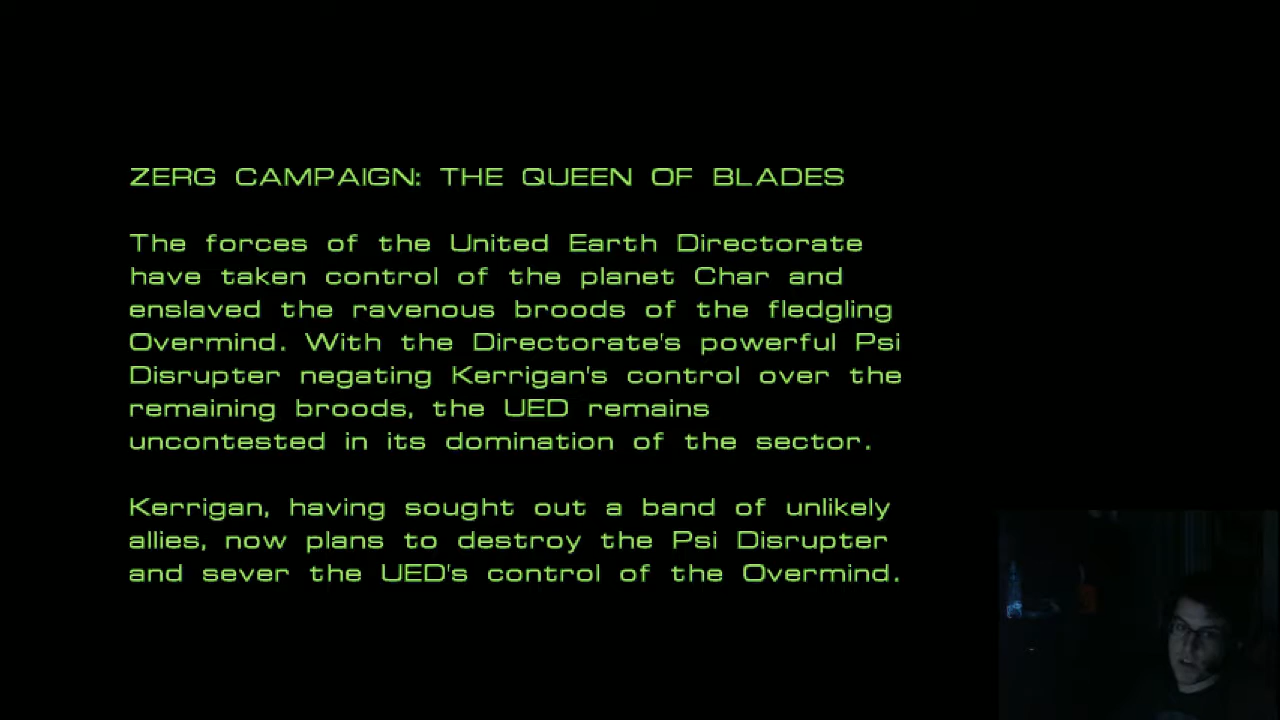 ZERG CAMPAIGN: THE QUEEN OF BLADES
The forces of the United Earth Directorate
have taken control of the planet Char and
enslaved the ravenous broods of the fledgling
Overmind. With the Directorate's powerful Psi
Disrupter negating Kerrigan's control over the
remaining broods, the UED remains
uncontested in its domination of the sector.
Kerrigan, having sought out a band of unlikely
allies, now plans to destroy the Psi Disrupter
and sever the UED's control of the Overmind.